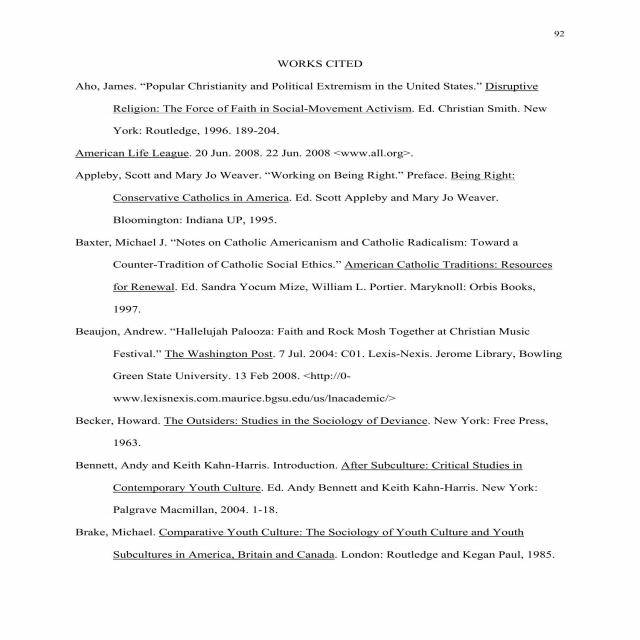 92
WORKS CITED
Aho, James. “Popular Christianity and Political Extremism in the United States.” Disruptive
Religion: The Force of Faith in Social-Movement Activism. Ed. Christian Smith. New
York: Routledge, 1996. 189-204.
American Life League. 20 Jun. 2008. 22 Jun. 2008 <www.all.org>.
Appleby, Scott and Mary Jo Weaver. “Working on Being Right.” Preface. Being Right:
Conservative Catholics in America. Ed. Scott Appleby and Mary Jo Weaver.
Bloomington: Indiana UP, 1995.
Baxter, Michael J. “Notes on Catholic Americanism and Catholic Radicalism: Toward a
Counter-Tradition of Catholic Social Ethics.” American Catholic Traditions: Resources
for Renewal. Ed. Sandra Yocum Mize, William L. Portier. Maryknoll: Orbis Books,
1997.
Beaujon, Andrew. “Hallelujah Palooza: Faith and Rock Mosh Together at Christian Music
Festival.” The Washington Post. 7 Jul. 2004: C01. Lexis-Nexis. Jerome Library, Bowling
Green State University. 13 Feb 2008. <http://0-
www.lexisnexis.com.maurice.bgsu.edu/us/lnacademic/>
Becker, Howard. The Outsiders: Studies in the Sociology of Deviance. New York: Free Press,
1963.
Bennett, Andy and Keith Kahn-Harris. Introduction. After Subculture: Critical Studies in
Contemporary Youth Culture. Ed. Andy Bennett and Keith Kahn-Harris. New York:
Palgrave Macmillan, 2004. 1-18.
Brake, Michael. Comparative Youth Culture: The Sociology of Youth Culture and Youth
Subcultures in America, Britain and Canada. London: Routledge and Kegan Paul, 1985.